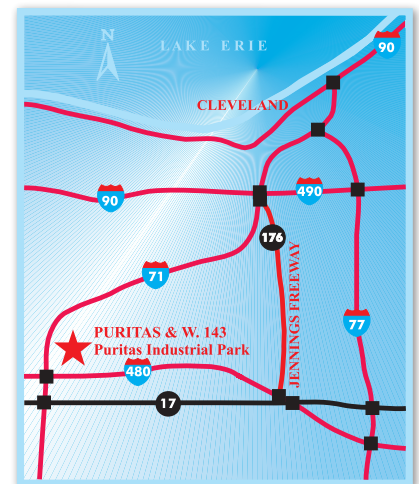 N
LAKE ERIE
90
CLEVELAND
90
490
176
JENNINGS FREEWAY
71
77
PURITAS & W. 143
Puritas Industrial Park
480
17